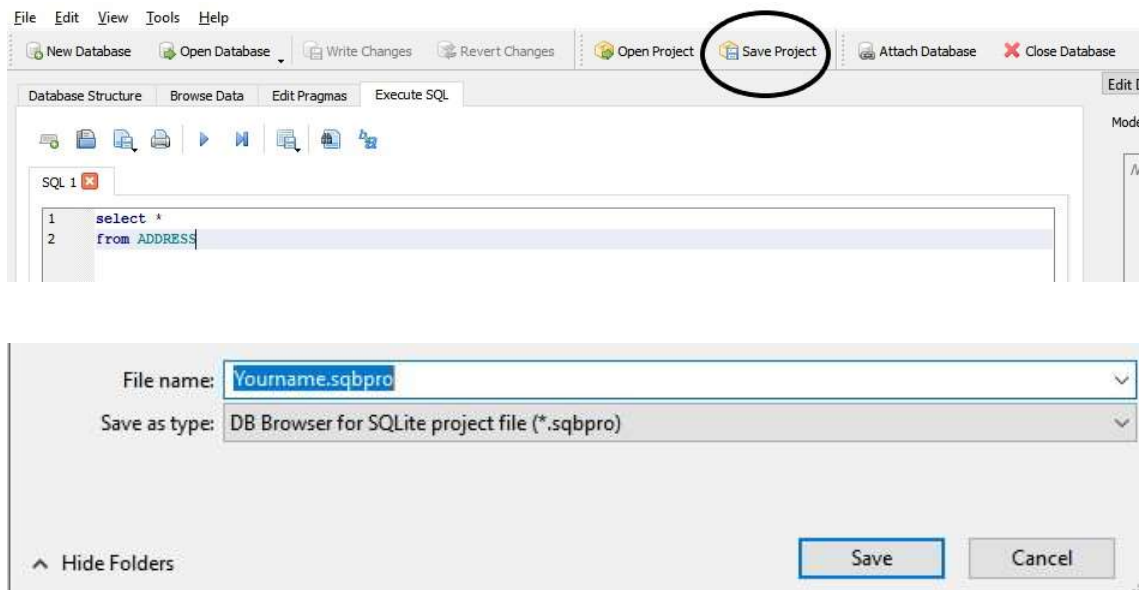 File Edit View Tools Help
New Database Open Database Write Changes Revert Changes Open Project Save Project Attach Database Close Database
Database Structure Browse Data Edit Pragmas Execute SQL
Edit
Mode
SQL 1
1 select *
2 from ADDRESS
File name: Yourname.sqbpro
Save as type: DB Browser for SQLite project file (*.sqbpro)
Hide Folders Save Cancel